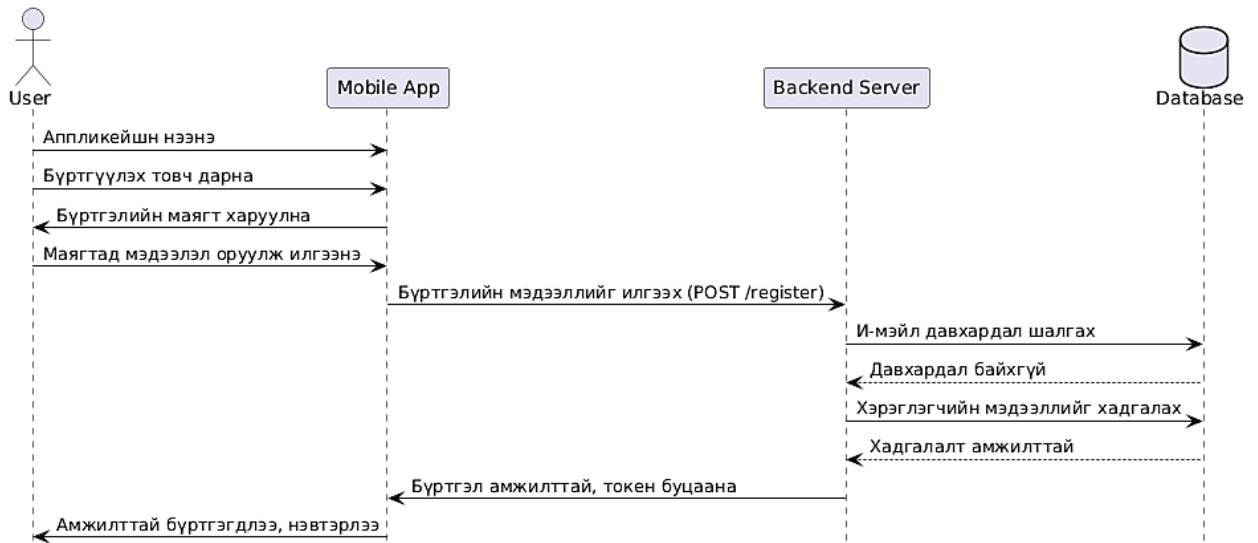 User
Mobile App
Backend Server
Database
Аппликейшн нээнэ
Бүртгүүлэх товч дарна
Бүртгэлийн маягт харуулна
Маягтад мэдээлэл оруулж илгээнэ
Бүртгэлийн мэдээллийг илгээх (POST /register)
И-мэйл давхардал шалгах
Давхардал байхгүй
Хэрэглэгчийн мэдээллийг хадгалах
Хадгалалт амжилттай
Бүртгэл амжилттай, токен буцаана
Амжилттай бүртгэгдлээ, нэвтэрлээ